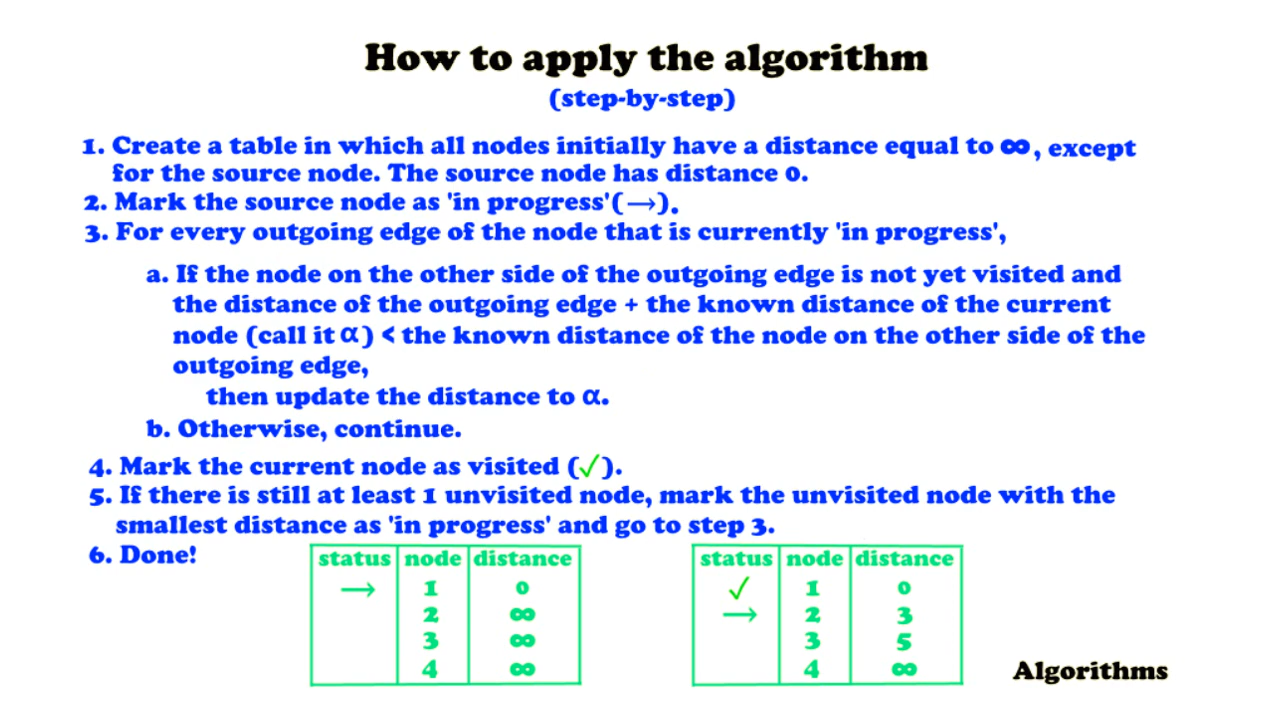 How to apply the algorithm
(step-by-step)
1. Create a table in which all nodes initially have a distance equal to ∞, except
for the source node. The source node has distance 0.
2. Mark the source node as 'in progress'(→).
3. For every outgoing edge of the node that is currently 'in progress',
a. If the node on the other side of the outgoing edge is not yet visited and
the distance of the outgoing edge + the known distance of the current
node (call it α) < the known distance of the node on the other side of the
outgoing edge,
then update the distance to α.
b. Otherwise, continue.
4. Mark the current node as visited (✓).
5. If there is still at least 1 unvisited node, mark the unvisited node with the
smallest distance as 'in progress' and go to step 3.
6. Done!
status node distance
→ 1 0
2 ∞
3 ∞
4 ∞
status node distance
✓ 1 0
→ 2 3
3 5
4 ∞
Algorithms